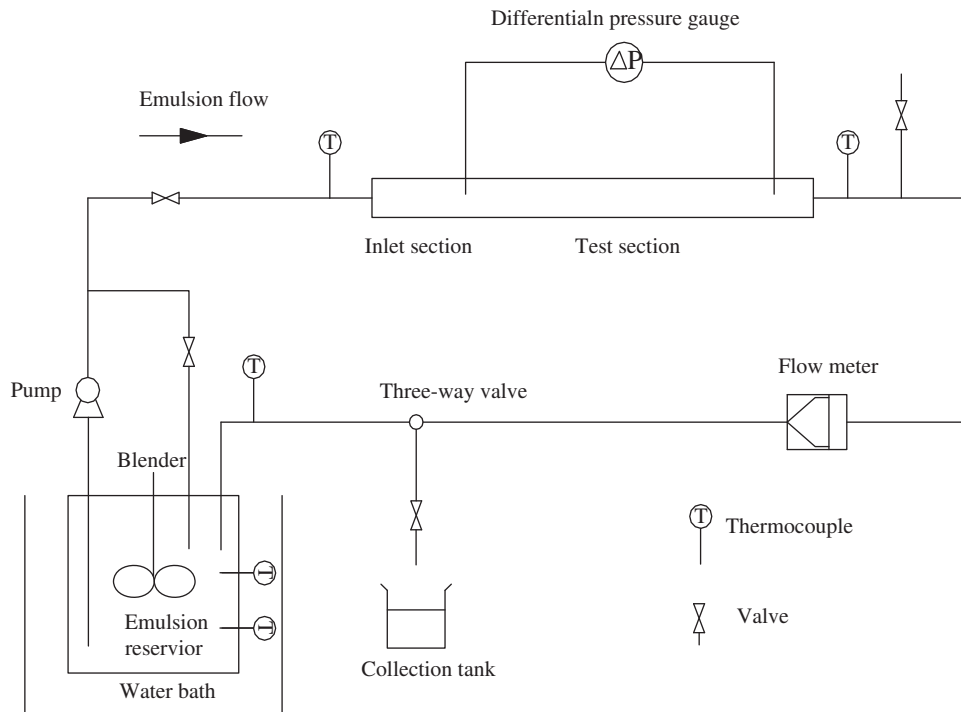 Differentialn pressure gauge
ΔP
Emulsion flow
T
T
Inlet section
Test section
Flow meter
T
Three-way valve
Pump
Blender
T
Thermocouple
T
Emulsion
reservior
T
Valve
Collection tank
Water bath